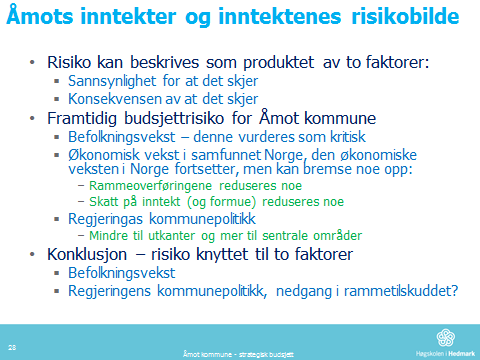 Åmots inntekter og inntektenes risikobilde
• Risiko kan beskrives som produktet av to faktorer:
▪ Sannsynlighet for at det skjer
▪ Konsekvensen av at det skjer
• Framtidig budsjettrisiko for Åmot kommune
▪ Befolkningsvekst – denne vurderes som kritisk
▪ Økonomisk vekst i samfunnet Norge, den økonomiske
veksten i Norge fortsetter, men kan bremse noe opp:
– Rammeoverføringene reduseres noe
– Skatt på inntekt (og formue) reduseres noe
▪ Regjeringas kommunepolitikk
– Mindre til utkanter og mer til sentrale områder
• Konklusjon – risiko knyttet til to faktorer
▪ Befolkningsvekst
▪ Regjeringens kommunepolitikk, nedgang i rammetilskuddet?
28
Åmot kommune - strategisk budsjett
Høgskolen i Hedmark